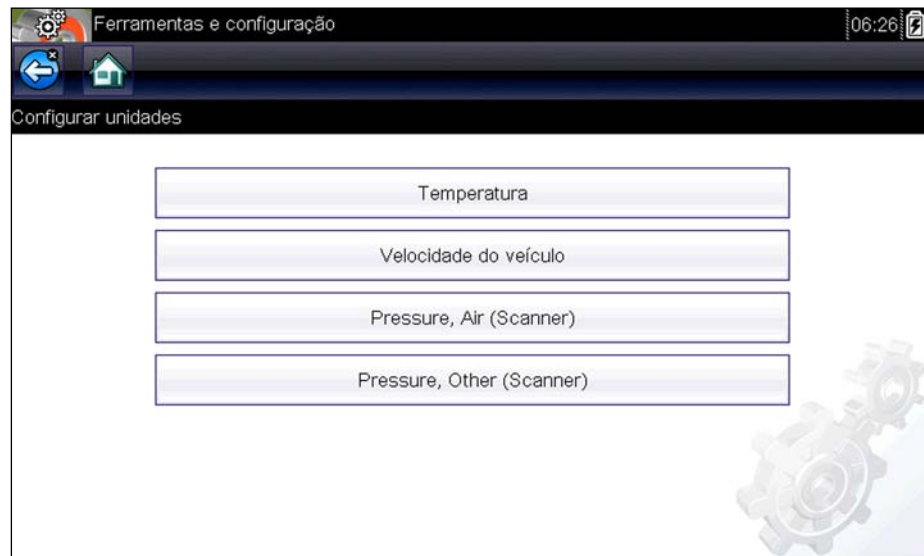 Ferramentas e configuração
06:26
Configurar unidades
Temperatura
Velocidade do veículo
Pressure, Air (Scanner)
Pressure, Other (Scanner)